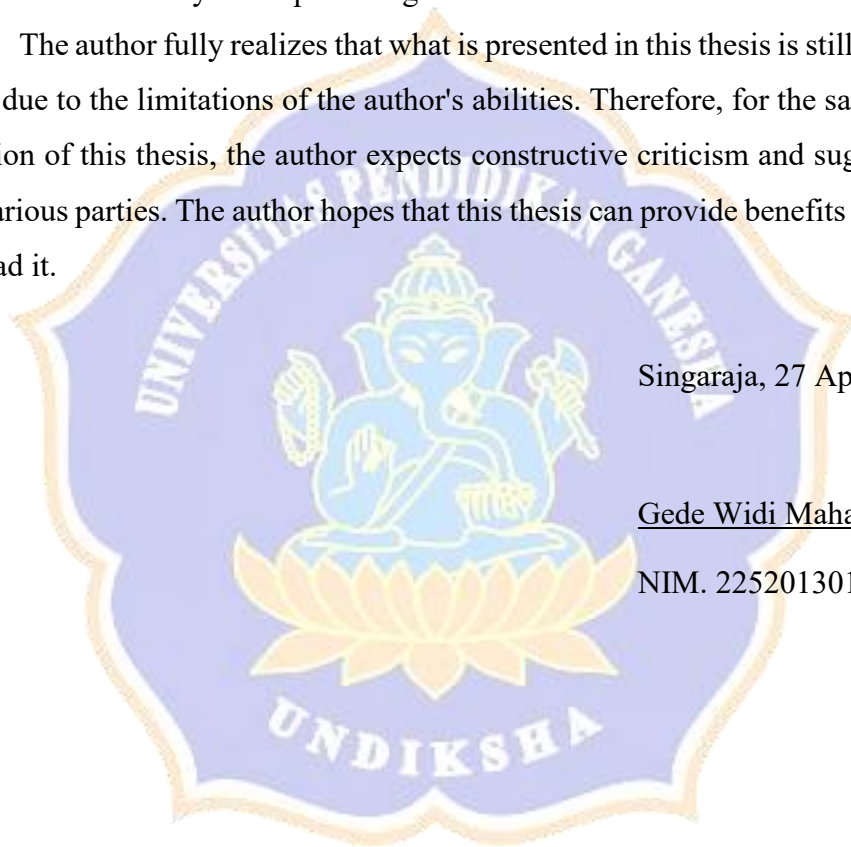 The author fully realizes that what is presented in this thesis is still
due to the limitations of the author's abilities. Therefore, for the sa
ion of this thesis, the author expects constructive criticism and sug
arious parties. The author hopes that this thesis can provide benefits
ad it.
UNIVERSITAS PENDIDIKAN GANESHA
Singaraja, 27 Ap
Gede Widi Maha
NIM. 225201301
UNDIKSHA